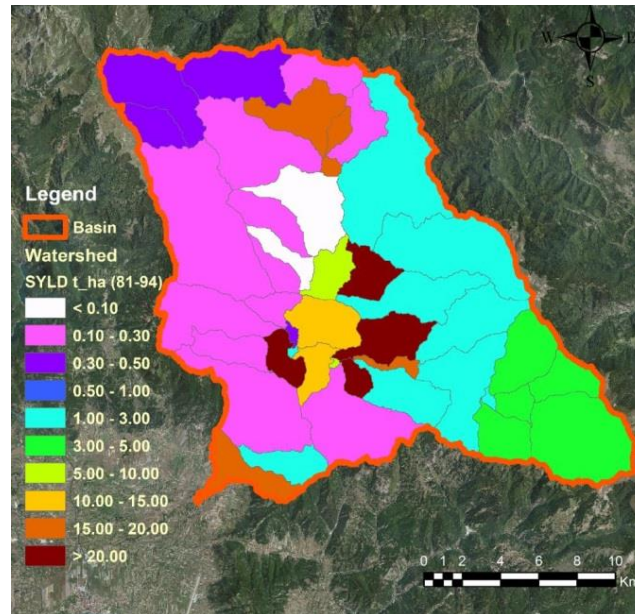 W E
S
Legend
Basin
Watershed
SYLD t_ha (81-94)
< 0.10
0.10 - 0.30
0.30 - 0.50
0.50 - 1.00
1.00 - 3.00
3.00 - 5.00
5.00 - 10.00
10.00 - 15.00
15.00 - 20.00
> 20.00
0 1 2 4 6 8 10
Km